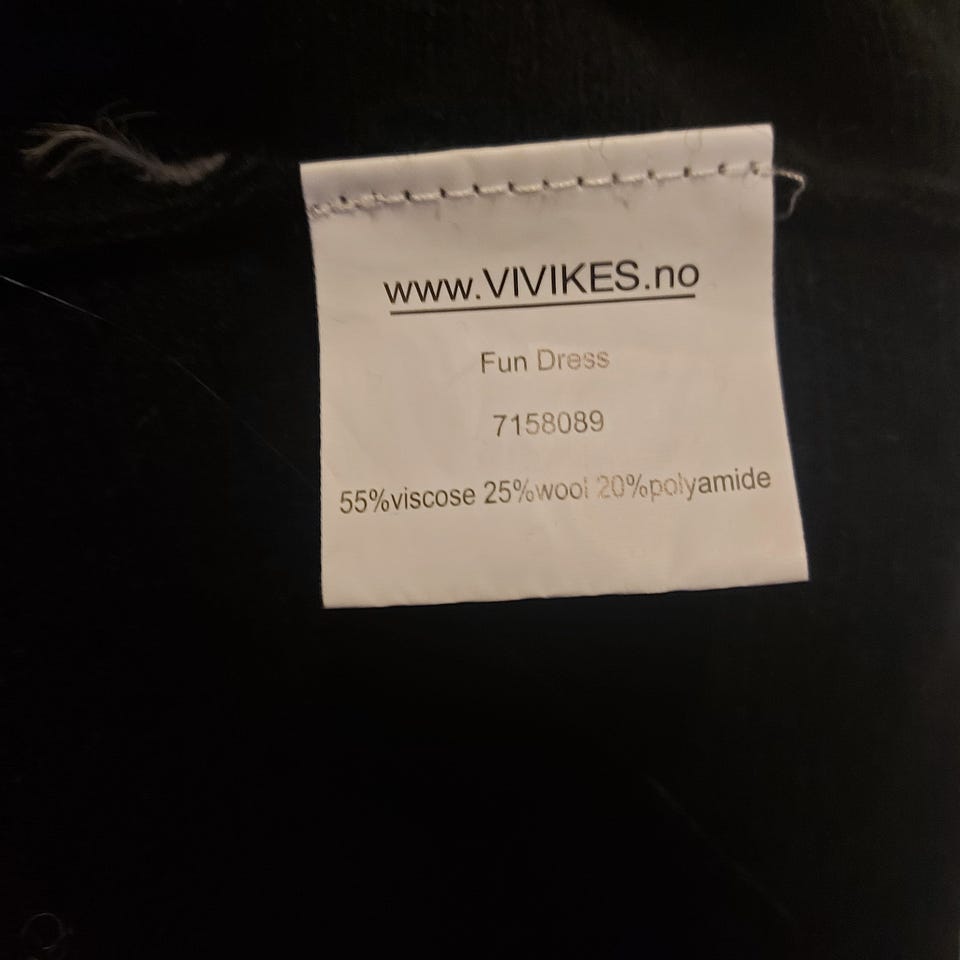 www.VIVIKES.no
Fun Dress
7158089
55%viscose 25%wool 20%polyamide